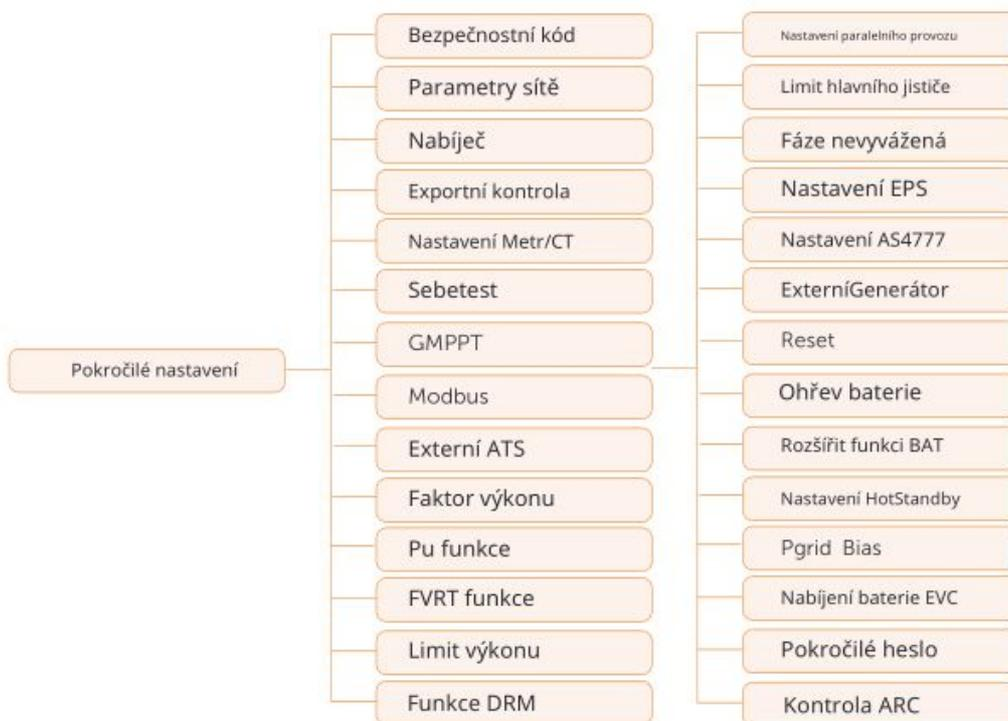 Pokročilé nastavení
Bezpečnostní kód
Parametry sítě
Nabíječ
Exportní kontrola
Nastavení Metr/CT
Sebetest
GMPPT
Modbus
Externí ATS
Faktor výkonu
Pu funkce
FVRT funkce
Limit výkonu
Funkce DRM
Nastavení paralelního provozu
Limit hlavního jističe
Fáze nevyvážená
Nastavení EPS
Nastavení AS4777
ExterníGenerátor
Reset
Ohřev baterie
Rozšířit funkci BAT
Nastavení HotStandby
Pgrid Bias
Nabíjení baterie EVC
Pokročilé heslo
Kontrola ARC